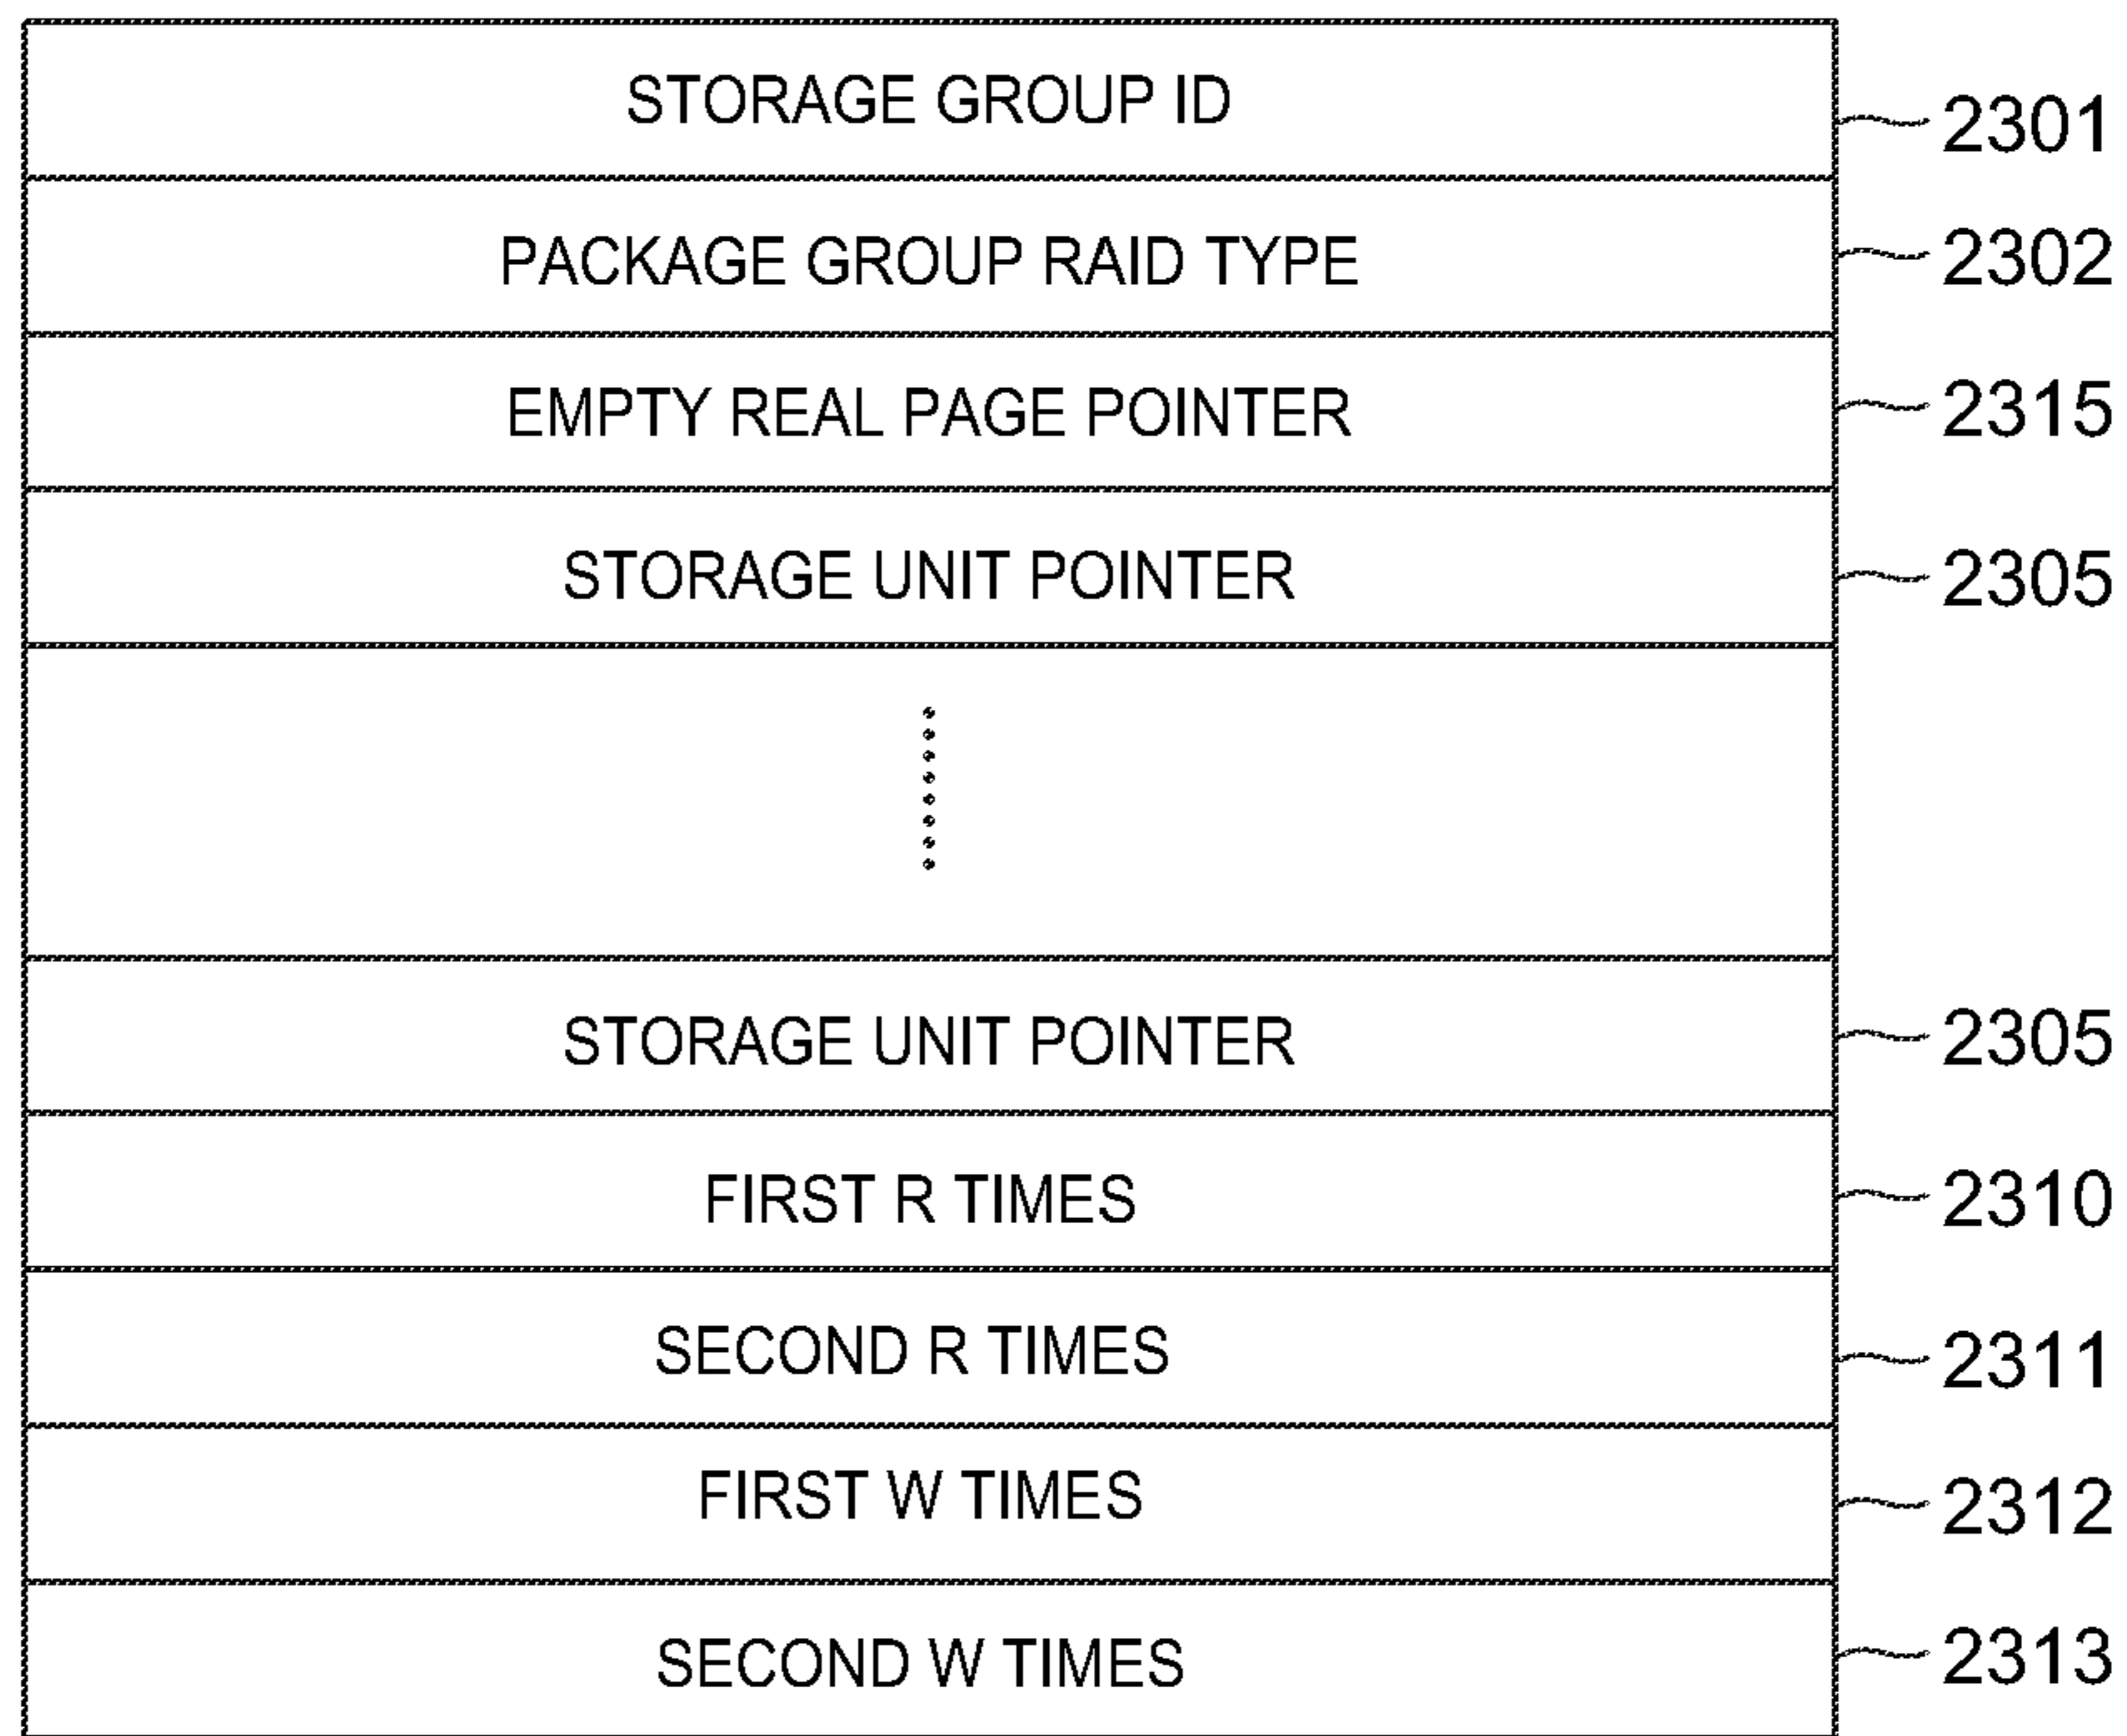 STORAGE GROUP ID 2301
PACKAGE GROUP RAID TYPE 2302
EMPTY REAL PAGE POINTER 2315
STORAGE UNIT POINTER 2305
STORAGE UNIT POINTER 2305
FIRST R TIMES 2310
SECOND R TIMES 2311
FIRST W TIMES 2312
SECOND W TIMES 2313